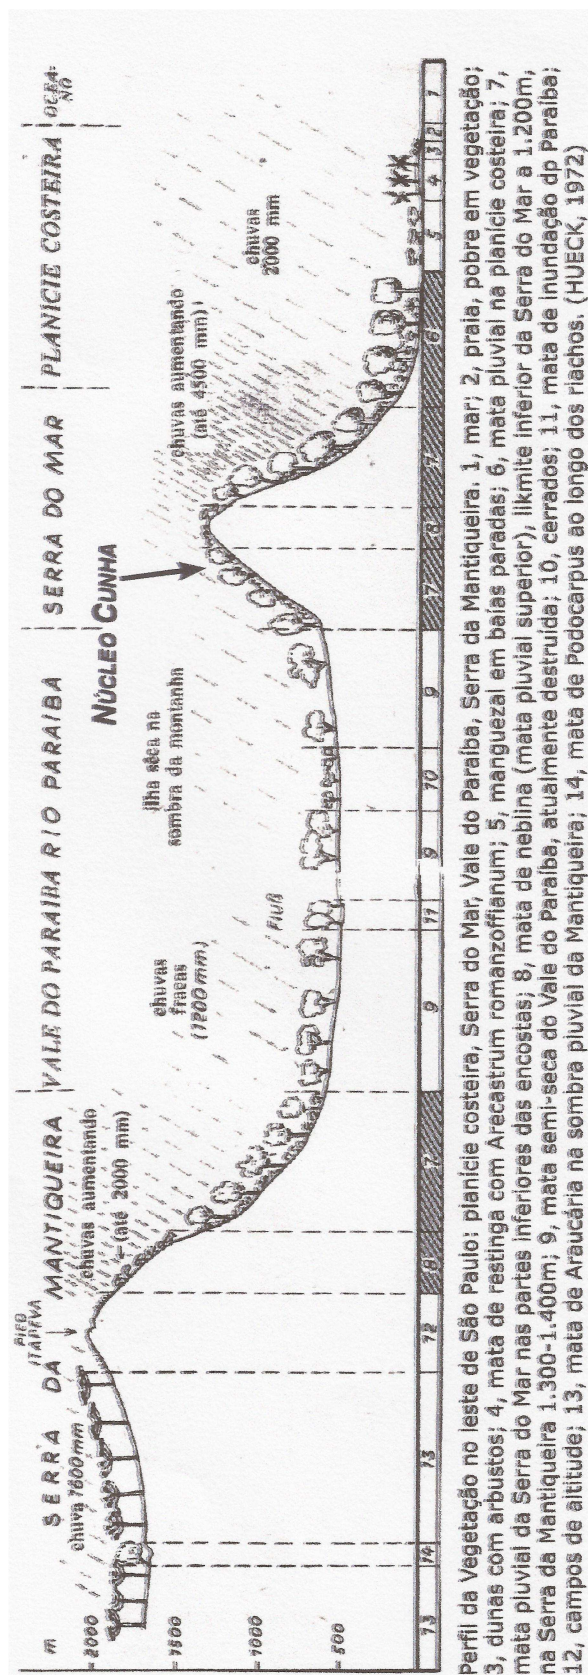 SERRA DA MANTIQUEIRA
VALE DO PARAIBA RIO PARAIBA
SERRA DO MAR
PLANICIE COSTEIRA
OCEA-
NO
m
2000
1500
1000
500
chuva 1600mm
PICO
ITAPEVA
chuvas aumentando
(até 2000 mm)
chuvas
fracas
(1200mm)
Fluß
ilha sêca na
sombra da montanha
NÚCLEO CUNHA
chuvas aumentando
(até 4500 mm)
chuvas
2000 mm
13 14 13 12 8 7 9 11 9 10 9 7 8 7 6 5 4 3 2 1
Perfil da Vegetação no leste de São Paulo: planície costeira, Serra do Mar, Vale do Paraíba, Serra da Mantiqueira. 1, mar; 2, praia, pobre em vegetação;
3, dunas com arbustos; 4, mata de restinga com Arecastrum romanzoffianum; 5, manguezal em baías paradas; 6, mata pluvial na planície costeira; 7,
mata pluvial da Serra do Mar nas partes inferiores das encostas; 8, mata de neblina (mata pluvial superior), likmite inferior da Serra do Mar a 1.200m,
na Serra da Mantiqueira 1.300-1.400m; 9, mata semi-seca do Vale do Paraíba, atualmente destruída; 10, cerrados; 11, mata de inundação dp Paraíba;
12, campos de altitude; 13, mata de Araucária na sombra pluvial da Mantiqueira; 14, mata de Podocarpus ao longo dos riachos. (HUECK, 1972)